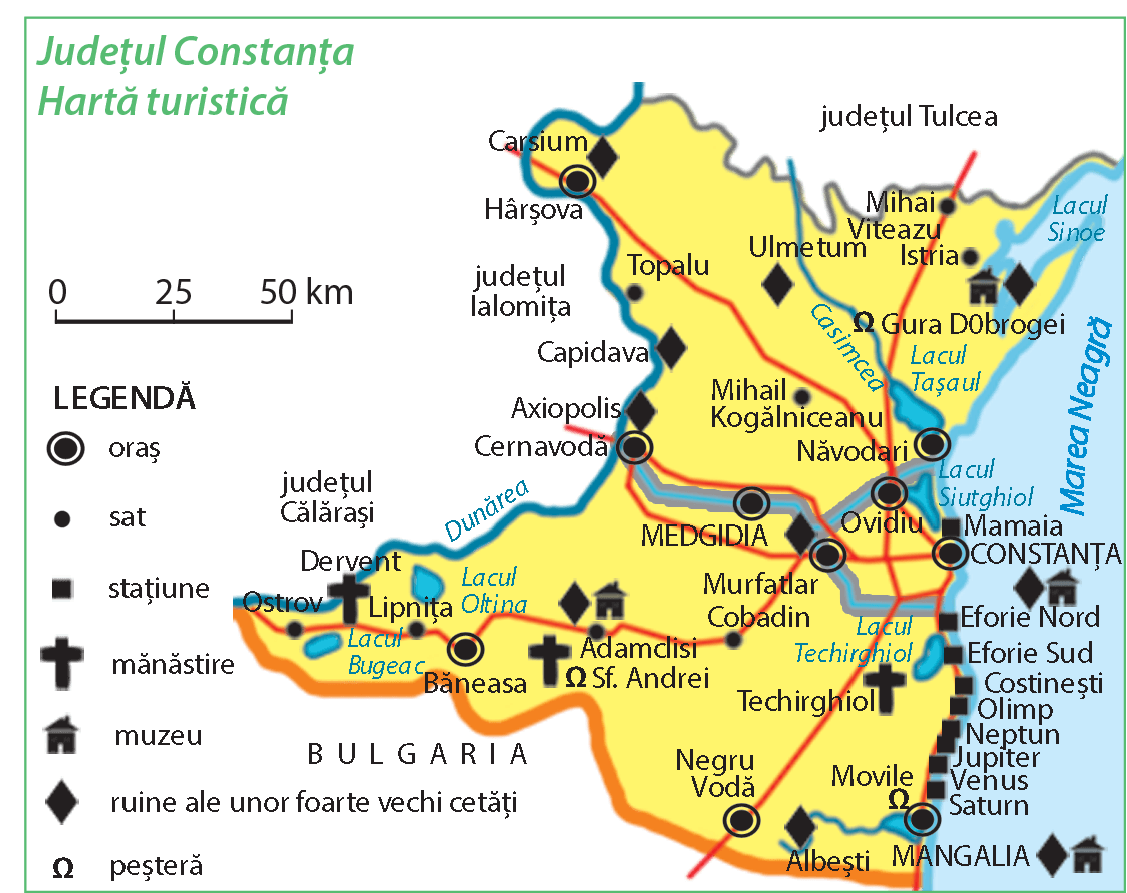 Județul Constanța
Hartă turistică
județul Tulcea
Carsium
Hârșova
Mihai
Viteazu
Lacul
Sinoe
Ulmetum
Istria
Topalu
județul
Ialomița
0 25 50 km
Casimcea
Ω Gura D0brogei
Marea Neagră
Capidava
Lacul
Tașaul
LEGENDĂ
oraș
sat
stațiune
mănăstire
muzeu
ruine ale unor foarte vechi cetăți
Ω peșteră
Mihail
Kogălniceanu
Axiopolis
Cernavodă
Năvodari
Lacul
Siutghiol
județul
Călărași
Dunărea
MEDGIDIA
Ovidiu
Mamaia
CONSTANȚA
Dervent
Ostrov
Lipnița
Lacul
Oltina
Murfatlar
Cobadin
Lacul
Bugeac
Băneasa
Adamclisi
Ω Sf. Andrei
Lacul
Techirghiol
Eforie Nord
Eforie Sud
Techirghiol
Costinești
Olimp
Neptun
Jupiter
Venus
Saturn
BULGARIA
Negru
Vodă
Movile
Ω
Albești
MANGALIA